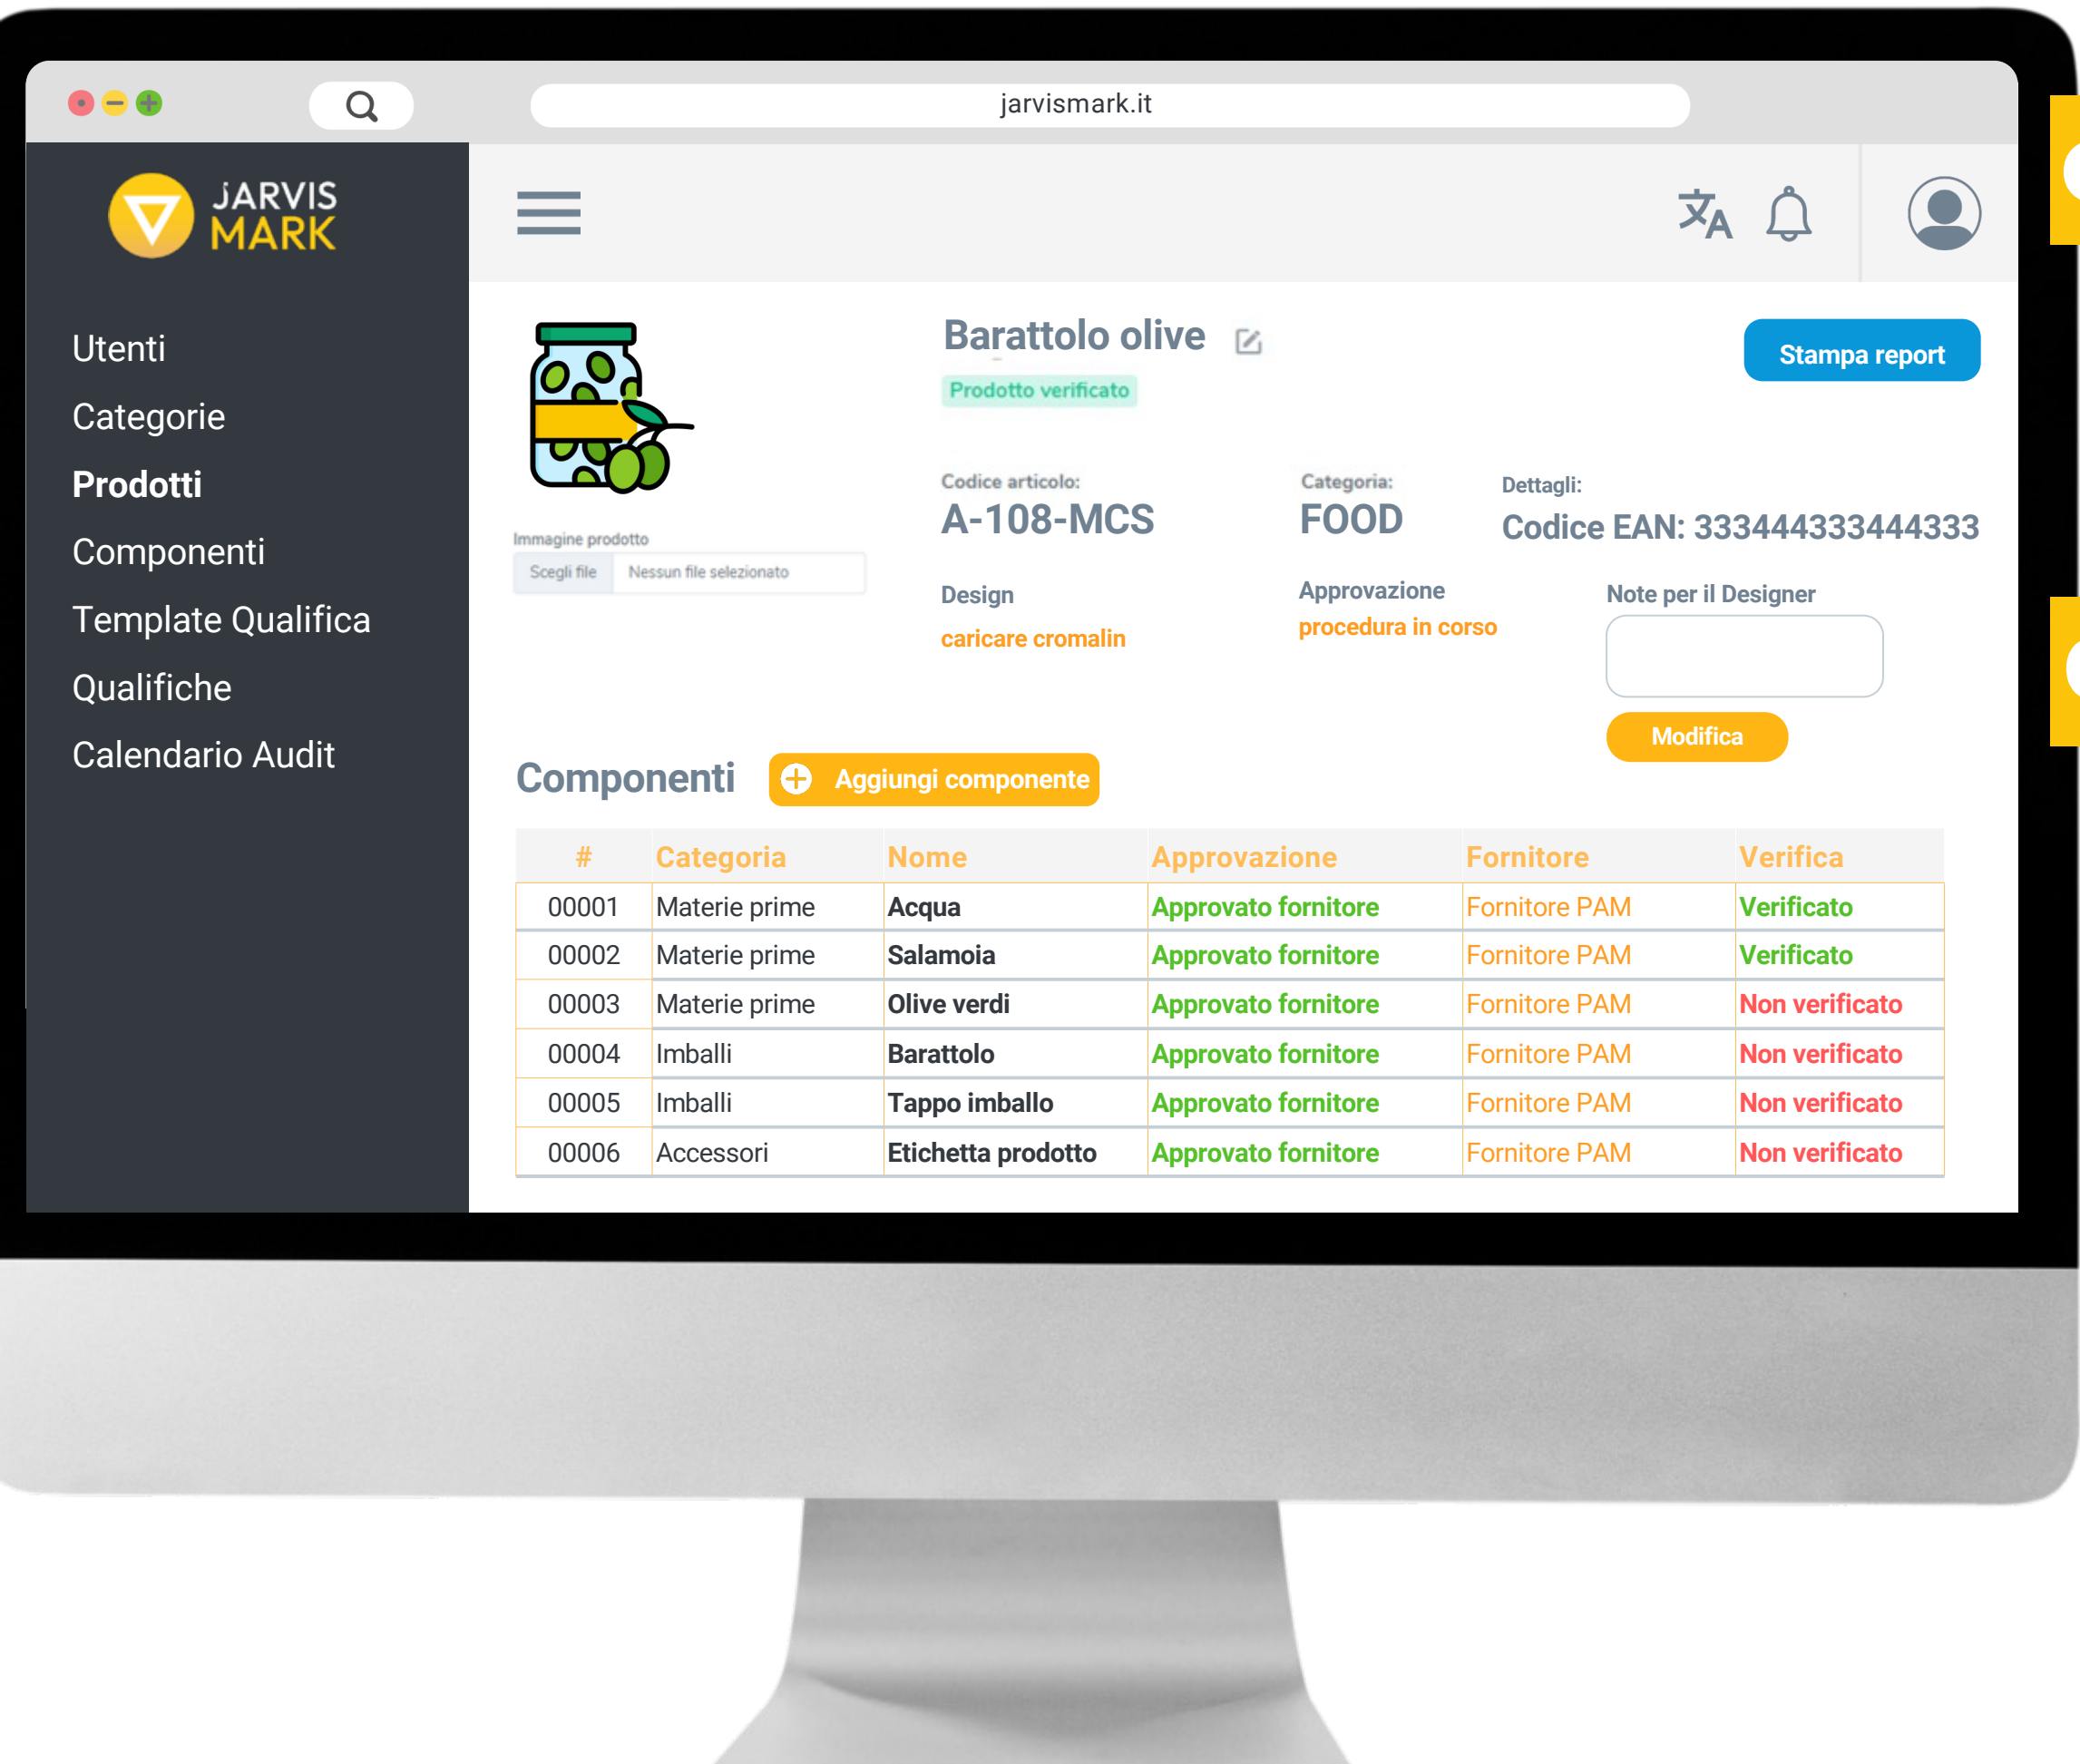 jarvismark.it
JARVIS
MARK
Utenti
Categorie
Prodotti
Componenti
Template Qualifica
Qualifiche
Calendario Audit
Barattolo olive
Stampa report
Prodotto verificato
Codice articolo:
A-108-MCS
Categoria:
FOOD
Dettagli:
Codice EAN: 333444333444333
Immagine prodotto
Scegli file Nessun file selezionato
Design
caricare cromalin
Approvazione
procedura in corso
Note per il Designer
Modifica
Componenti
Aggiungi componente
# Categoria Nome Approvazione Fornitore Verifica
00001 Materie prime Acqua Approvato fornitore Fornitore PAM Verificato
00002 Materie prime Salamoia Approvato fornitore Fornitore PAM Verificato
00003 Materie prime Olive verdi Approvato fornitore Fornitore PAM Non verificato
00004 Imballi Barattolo Approvato fornitore Fornitore PAM Non verificato
00005 Imballi Tappo imballo Approvato fornitore Fornitore PAM Non verificato
00006 Accessori Etichetta prodotto Approvato fornitore Fornitore PAM Non verificato